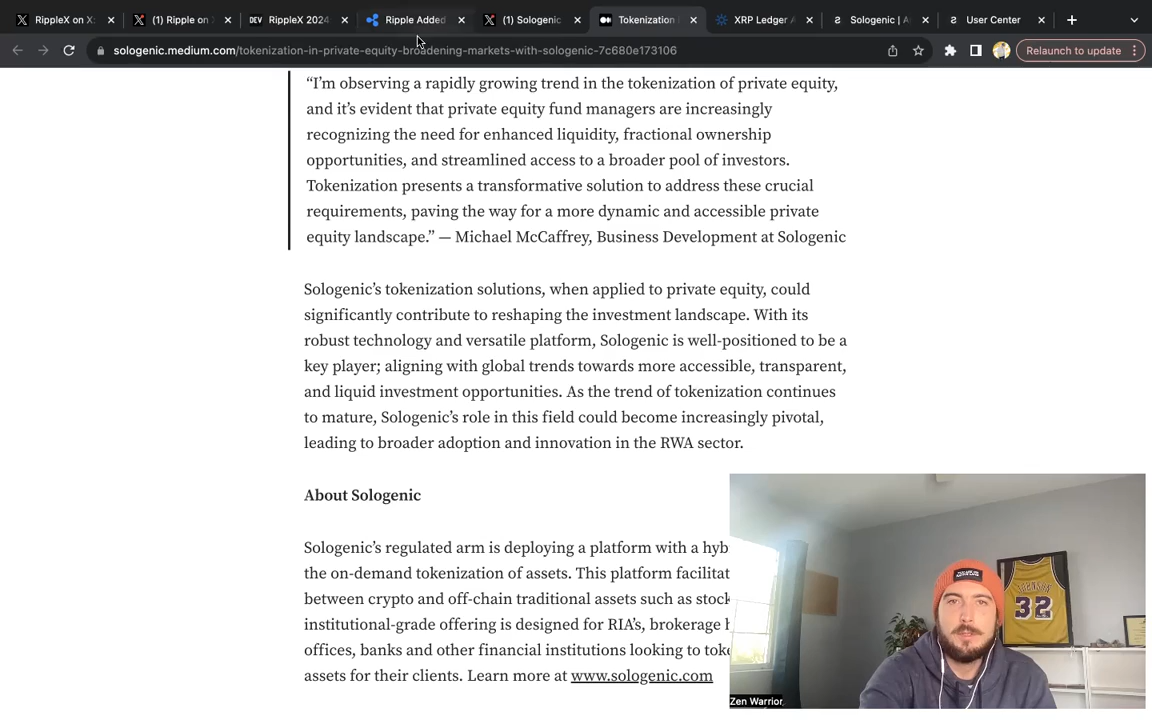 RippleX on X:
(1) Ripple on
DEV RippleX 2024
Ripple Added
(1) Sologenic
Tokenization
XRP Ledger
Sologenic | A
User Center
sologenic.medium.com/tokenization-in-private-equity-broadening-markets-with-sologenic-7c680e173106
Relaunch to update
“I’m observing a rapidly growing trend in the tokenization of private equity,
and it’s evident that private equity fund managers are increasingly
recognizing the need for enhanced liquidity, fractional ownership
opportunities, and streamlined access to a broader pool of investors.
Tokenization presents a transformative solution to address these crucial
requirements, paving the way for a more dynamic and accessible private
equity landscape.” — Michael McCaffrey, Business Development at Sologenic
Sologenic’s tokenization solutions, when applied to private equity, could
significantly contribute to reshaping the investment landscape. With its
robust technology and versatile platform, Sologenic is well-positioned to be a
key player; aligning with global trends towards more accessible, transparent,
and liquid investment opportunities. As the trend of tokenization continues
to mature, Sologenic’s role in this field could become increasingly pivotal,
leading to broader adoption and innovation in the RWA sector.
About Sologenic
Sologenic’s regulated arm is deploying a platform with a hyb
the on-demand tokenization of assets. This platform facilitat
between crypto and off-chain traditional assets such as stock
institutional-grade offering is designed for RIA’s, brokerage h
offices, banks and other financial institutions looking to toke
assets for their clients. Learn more at www.sologenic.com
32
Zen Warrior